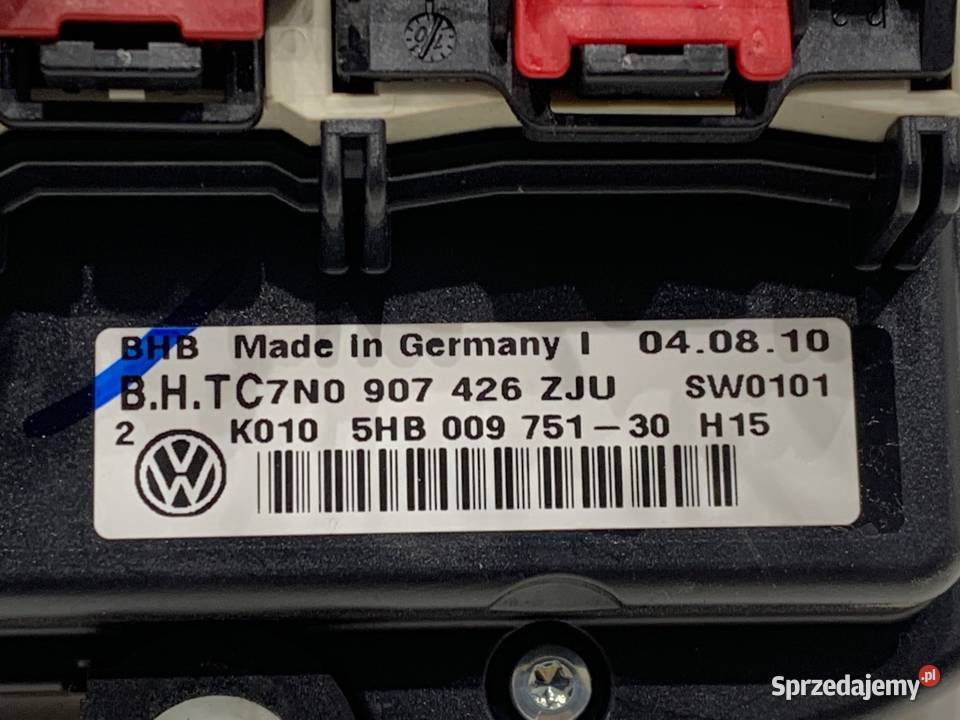 BHB Made in Germany I 04.08.10
B.H.TC7N0 907 426 ZJU SW0101
2 K010 5HB 009 751-30 H15
Sprzedajemy.pl